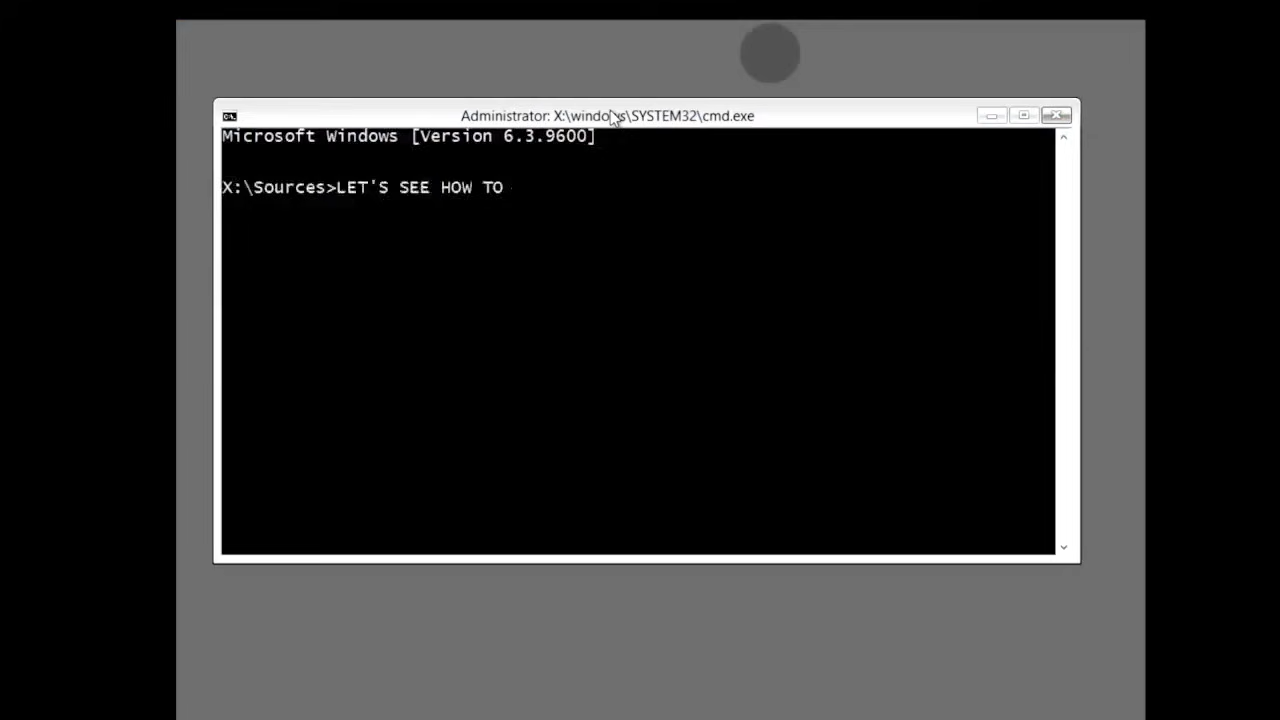 Administrator: X:\windows\SYSTEM32\cmd.exe
Microsoft Windows [Version 6.3.9600]
X:\Sources>LET'S SEE HOW TO